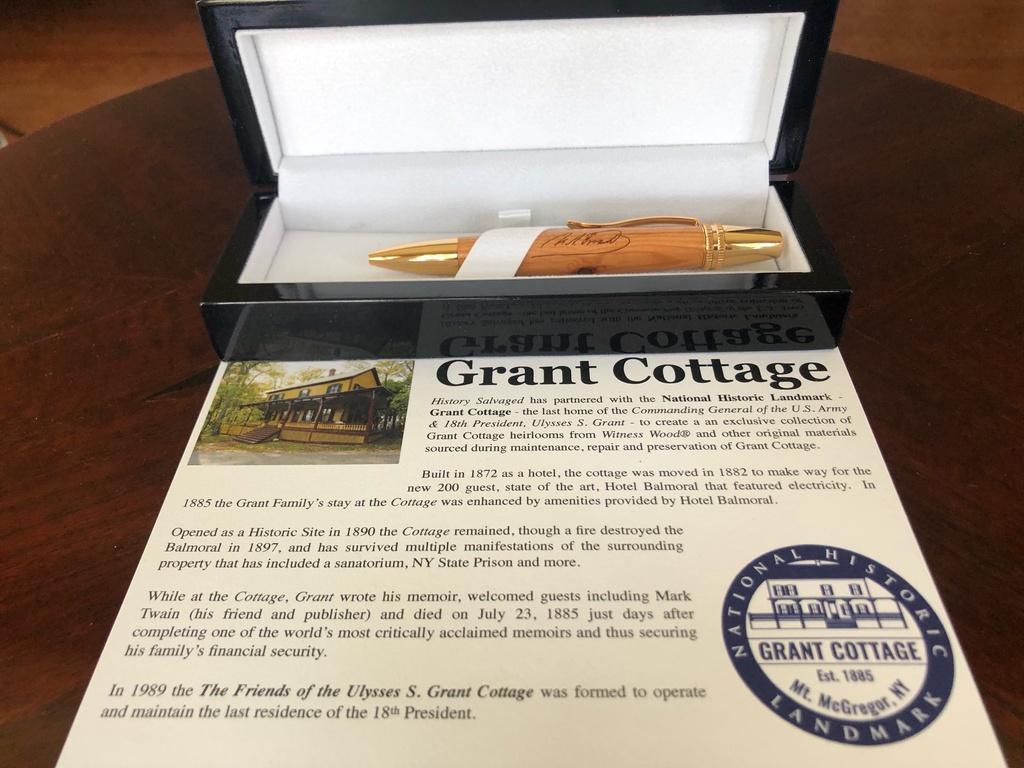 Grant Cottage
History Salvaged has partnered with the National Historic Landmark -
Grant Cottage - the last home of the Commanding General of the U.S. Army
& 18th President, Ulysses S. Grant - to create a an exclusive collection of
Grant Cottage heirlooms from Witness Wood® and other original materials
sourced during maintenance, repair and preservation of Grant Cottage.
Built in 1872 as a hotel, the cottage was moved in 1882 to make way for the
new 200 guest, state of the art, Hotel Balmoral that featured electricity. In
1885 the Grant Family's stay at the Cottage was enhanced by amenities provided by Hotel Balmoral.
Opened as a Historic Site in 1890 the Cottage remained, though a fire destroyed the
Balmoral in 1897, and has survived multiple manifestations of the surrounding
property that has included a sanatorium, NY State Prison and more.
While at the Cottage, Grant wrote his memoir, welcomed guests including Mark
Twain (his friend and publisher) and died on July 23, 1885 just days after
completing one of the world's most critically acclaimed memoirs and thus securing
his family's financial security.
In 1989 the The Friends of the Ulysses S. Grant Cottage was formed to operate
and maintain the last residence of the 18th President.
NATIONAL HISTORIC
GRANT COTTAGE
Est. 1885
Mt. McGregor, NY
LANDMARK